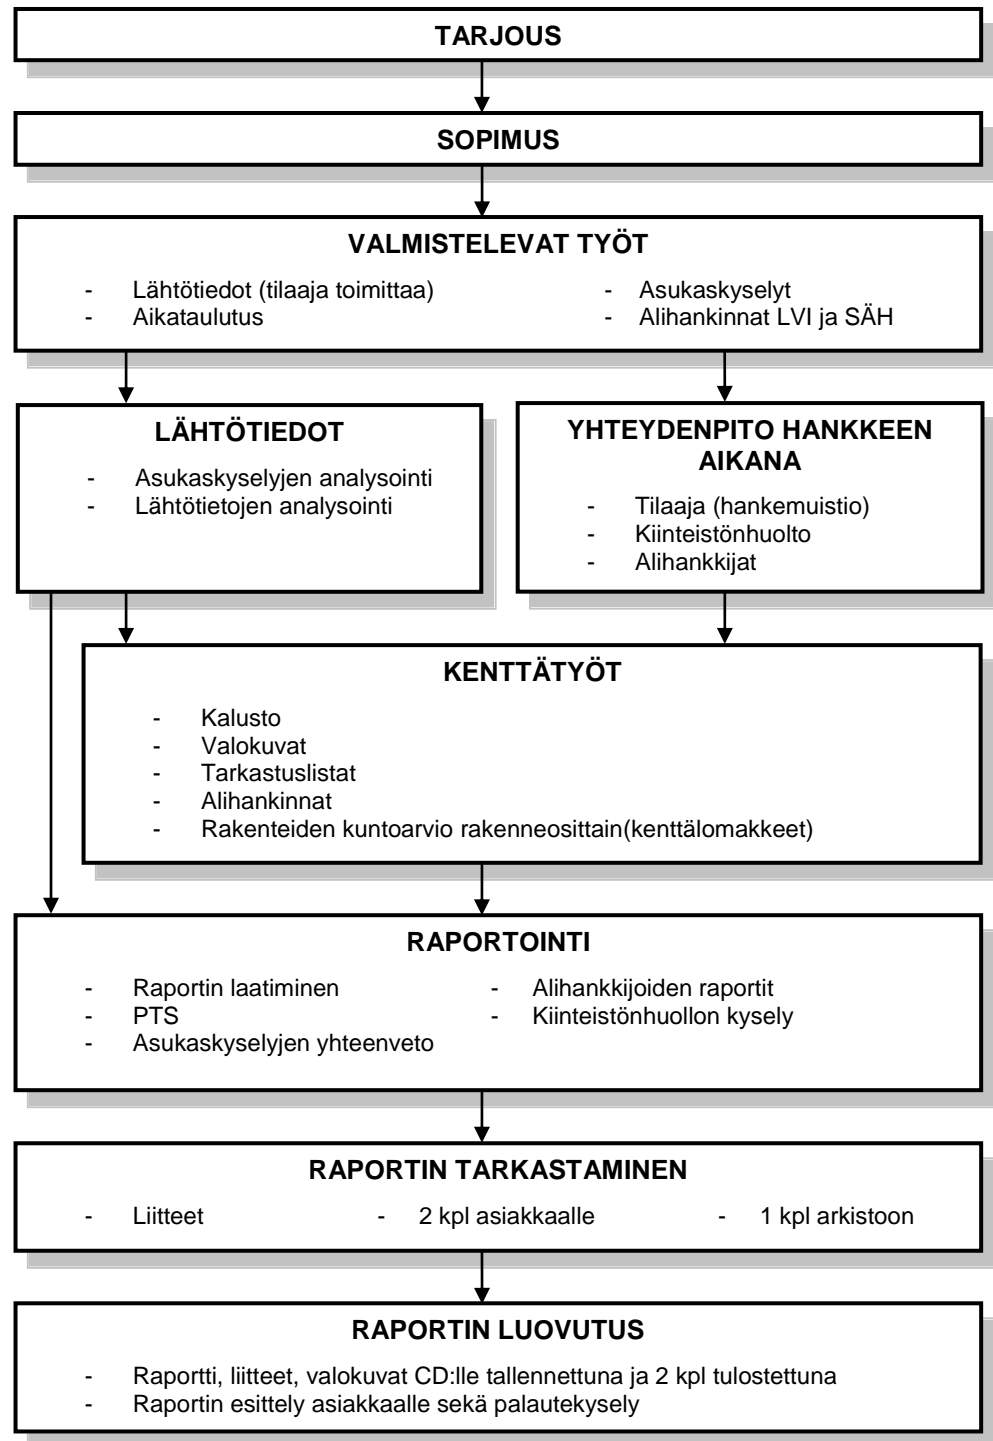 TARJOUS
SOPIMUS
VALMISTELEVAT TYÖT
- Lähtötiedot (tilaaja toimittaa)
- Aikataulutus
- Asukaskyselyt
- Alihankinnat LVI ja SÄH
LÄHTÖTIEDOT
- Asukaskyselyjen analysointi
- Lähtötietojen analysointi
YHTEYDENPITO HANKKEEN
AIKANA
- Tilaaja (hankemuistio)
- Kiinteistönhuolto
- Alihankkijat
KENTTÄTYÖT
- Kalusto
- Valokuvat
- Tarkastuslistat
- Alihankinnat
- Rakenteiden kuntoarvio rakenneosittain(kenttälomakkeet)
RAPORTOINTI
- Raportin laatiminen
- PTS
- Asukaskyselyjen yhteenveto
- Alihankkijoiden raportit
- Kiinteistönhuollon kysely
RAPORTIN TARKASTAMINEN
- Liitteet - 2 kpl asiakkaalle - 1 kpl arkistoon
RAPORTIN LUOVUTUS
- Raportti, liitteet, valokuvat CD:lle tallennettuna ja 2 kpl tulostettuna
- Raportin esittely asiakkaalle sekä palautekysely